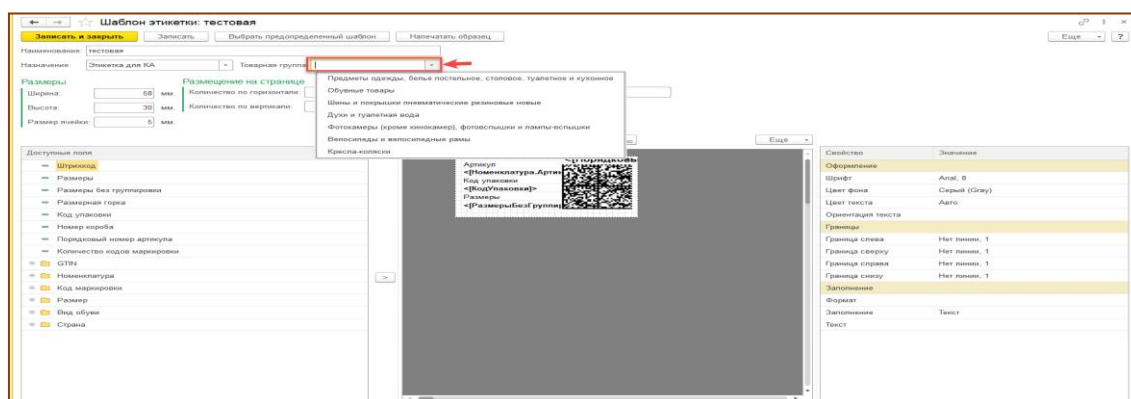 Шаблон этикетки: тестовая
Записать и закрыть Записать Выбрать предопределенный шаблон Напечатать образец Еще ?
Наименование: тестовая
Назначение: Этикетка для КА Товарная группа:
Размеры Размещение на странице
Ширина: 58 мм. Количество по горизонтали:
Высота: 30 мм. Количество по вертикали:
Размер ячейки: 5 мм.
Предметы одежды, белье постельное, столовое, туалетное и кухонное
Обувные товары
Шины и покрышки пневматические резиновые новые
Духи и туалетная вода
Фотокамеры (кроме кинокамер), фотовспышки и лампы-вспышки
Велосипеды и велосипедные рамы
Кресла-коляски
Еще
Доступные поля
Штрихкод
Размеры
Размеры без группировки
Размерная горка
Код упаковки
Номер короба
Порядковый номер артикула
Количество кодов маркировки
GTIN
Номенклатура
Код маркировки
Размер
Вид обуви
Страна
>
<[Порядковь
Артикул
<[Номенклатура.Арти
Код упаковки
<[КодУпаковки]>
Размеры
<[РазмерыБезГруппи
Свойство Значение
Оформление
Шрифт Arial, 8
Цвет фона Серый (Gray)
Цвет текста Авто
Ориентация текста
Границы
Граница слева Нет линии, 1
Граница сверху Нет линии, 1
Граница справа Нет линии, 1
Граница снизу Нет линии, 1
Заполнение
Формат
Заполнение Текст
Текст